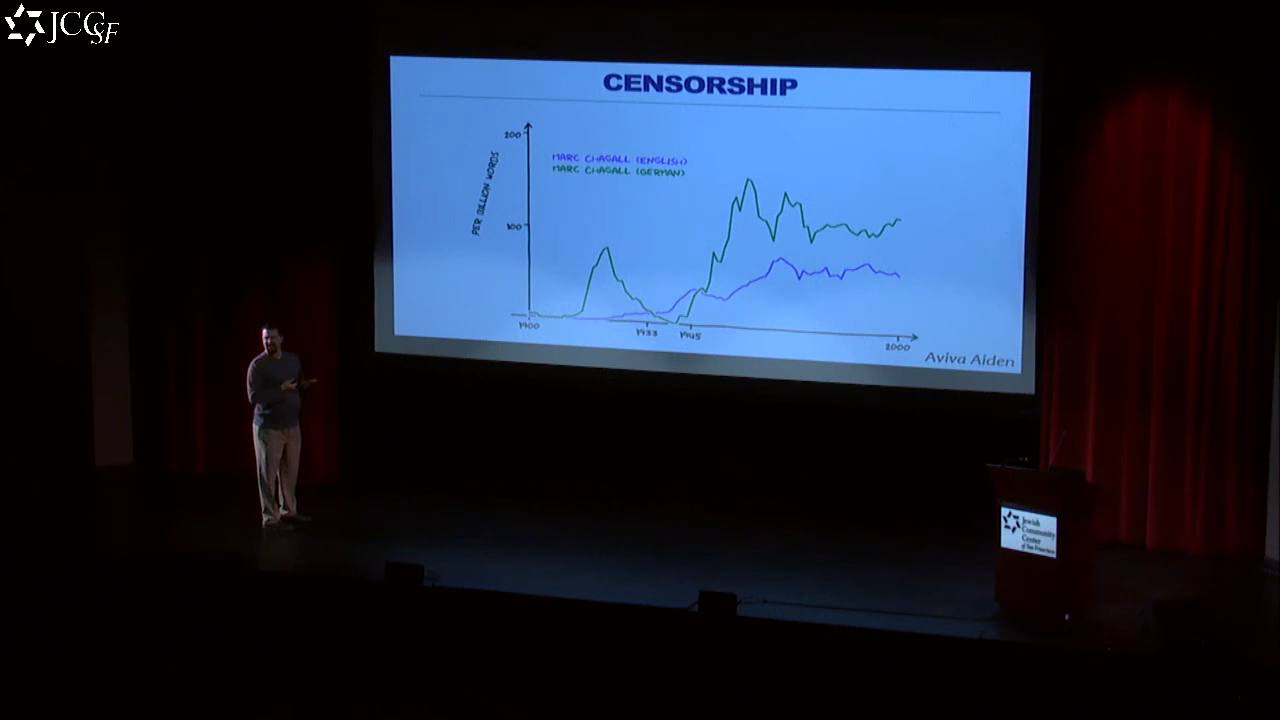 JCCSF
CENSORSHIP
200
PER BILLION WORDS
MARC CHAGALL (ENGLISH)
MARC CHAGALL (GERMAN)
100
1900
1933
1945
2000
Aviva Aiden
Jewish
Community
Center
of San Francisco